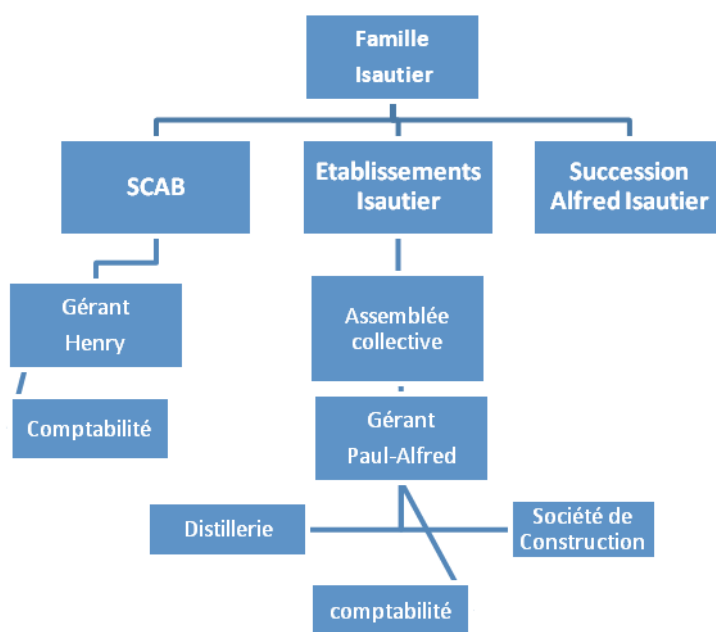 Famille
Isautier
SCAB
Etablissements
Isautier
Succession
Alfred Isautier
Gérant
Henry
Assemblée
collective
Comptabilité
Gérant
Paul-Alfred
Distillerie
Société de
Construction
comptabilité